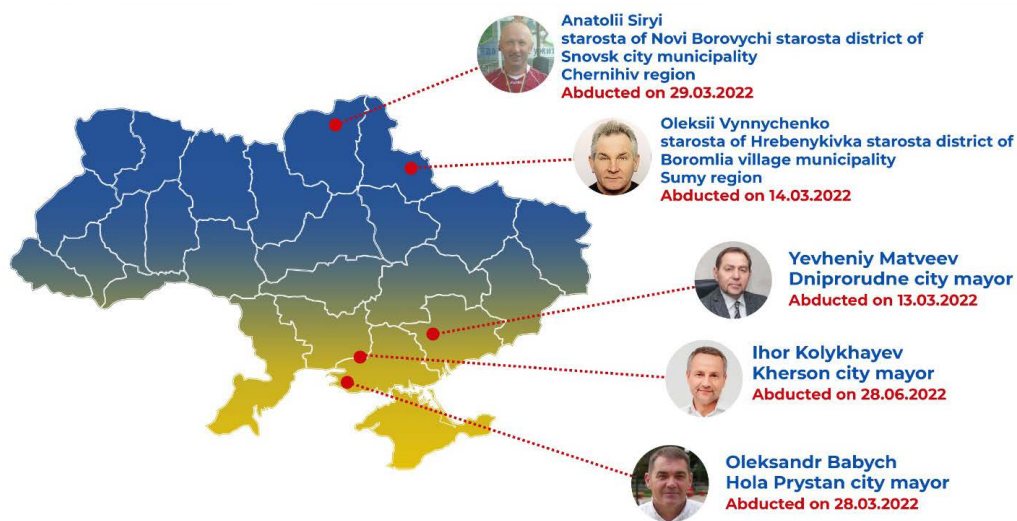 Anatolii Siryi
starosta of Novi Borovychi starosta district of
Snovsk city municipality
Chernihiv region
Abducted on 29.03.2022
Oleksii Vynnychenko
starosta of Hrebenykivka starosta district of
Boromlia village municipality
Sumy region
Abducted on 14.03.2022
Yevheniy Matveev
Dniprorudne city mayor
Abducted on 13.03.2022
Ihor Kolykhayev
Kherson city mayor
Abducted on 28.06.2022
Oleksandr Babych
Hola Prystan city mayor
Abducted on 28.03.2022